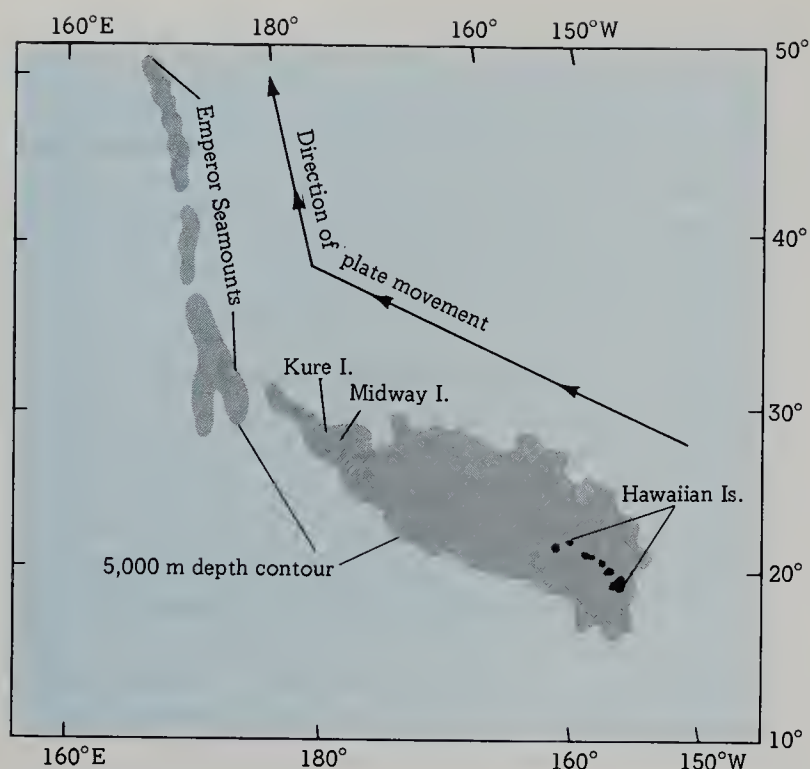 160°E 180° 160° 150°W
50°
Emperor Seamounts
Direction of plate movement
40°
Kure I.
Midway I.
30°
Hawaiian Is.
5,000 m depth contour
20°
10°
160°E 180° 160° 150°W